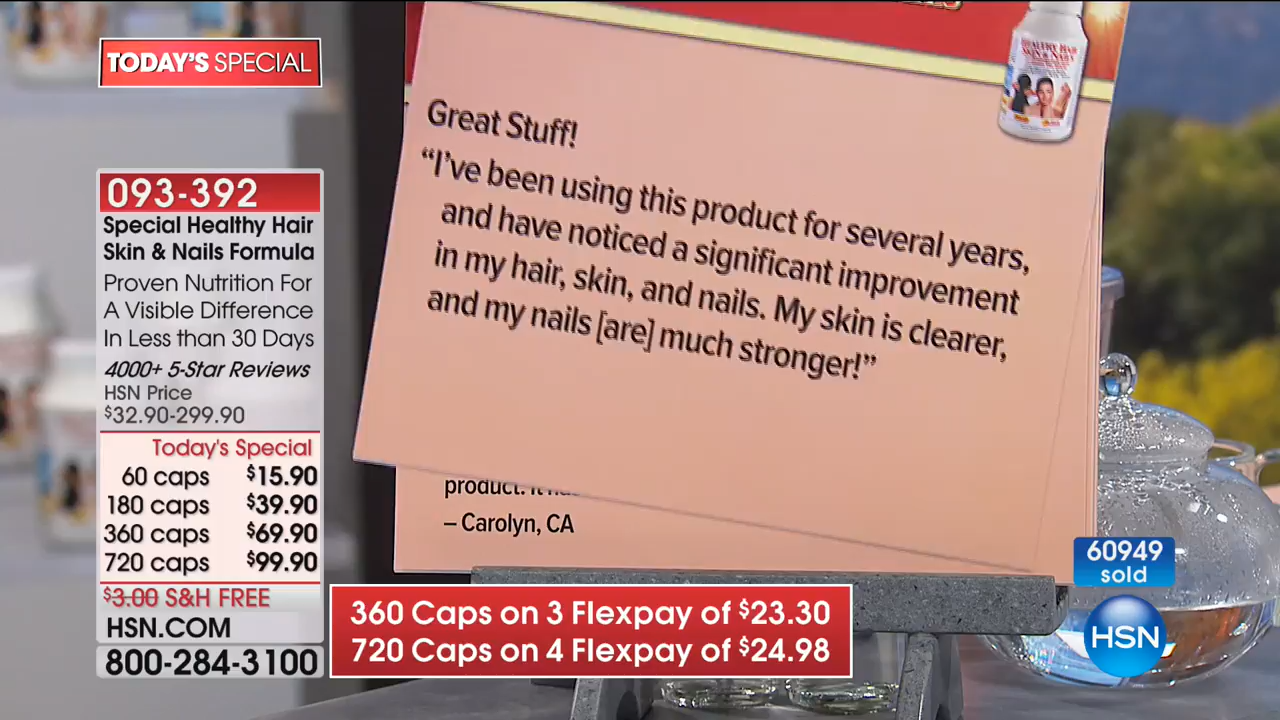 TODAY'S SPECIAL
093-392
Special Healthy Hair
Skin & Nails Formula
Proven Nutrition For
A Visible Difference
In Less than 30 Days
4000+ 5-Star Reviews
HSN Price
$32.90-299.90
Today's Special
60 caps $15.90
180 caps $39.90
360 caps $69.90
720 caps $99.90
$3.00 S&H FREE
HSN.COM
800-284-3100
HEALTHY HAIR
SKIN & NAILS
Great Stuff!
“I’ve been using this product for several years,
and have noticed a significant improvement
in my hair, skin, and nails. My skin is clearer,
and my nails [are] much stronger!”
product. It
– Carolyn, CA
360 Caps on 3 Flexpay of $23.30
720 Caps on 4 Flexpay of $24.98
60949
sold
HSN